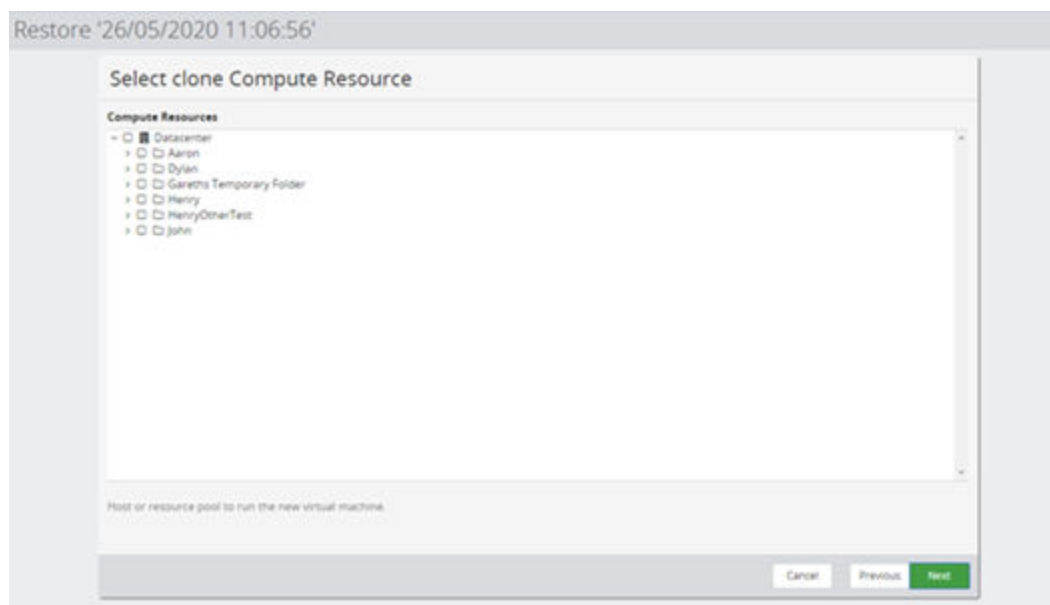 Restore '26/05/2020 11:06:56'
Select clone Compute Resource
Compute Resources
Datacenter
Aaron
Dylan
Gareths Temporary Folder
Henry
HenryOtherTest
John
Host or resource pool to run the new virtual machine.
Cancel Previous Next